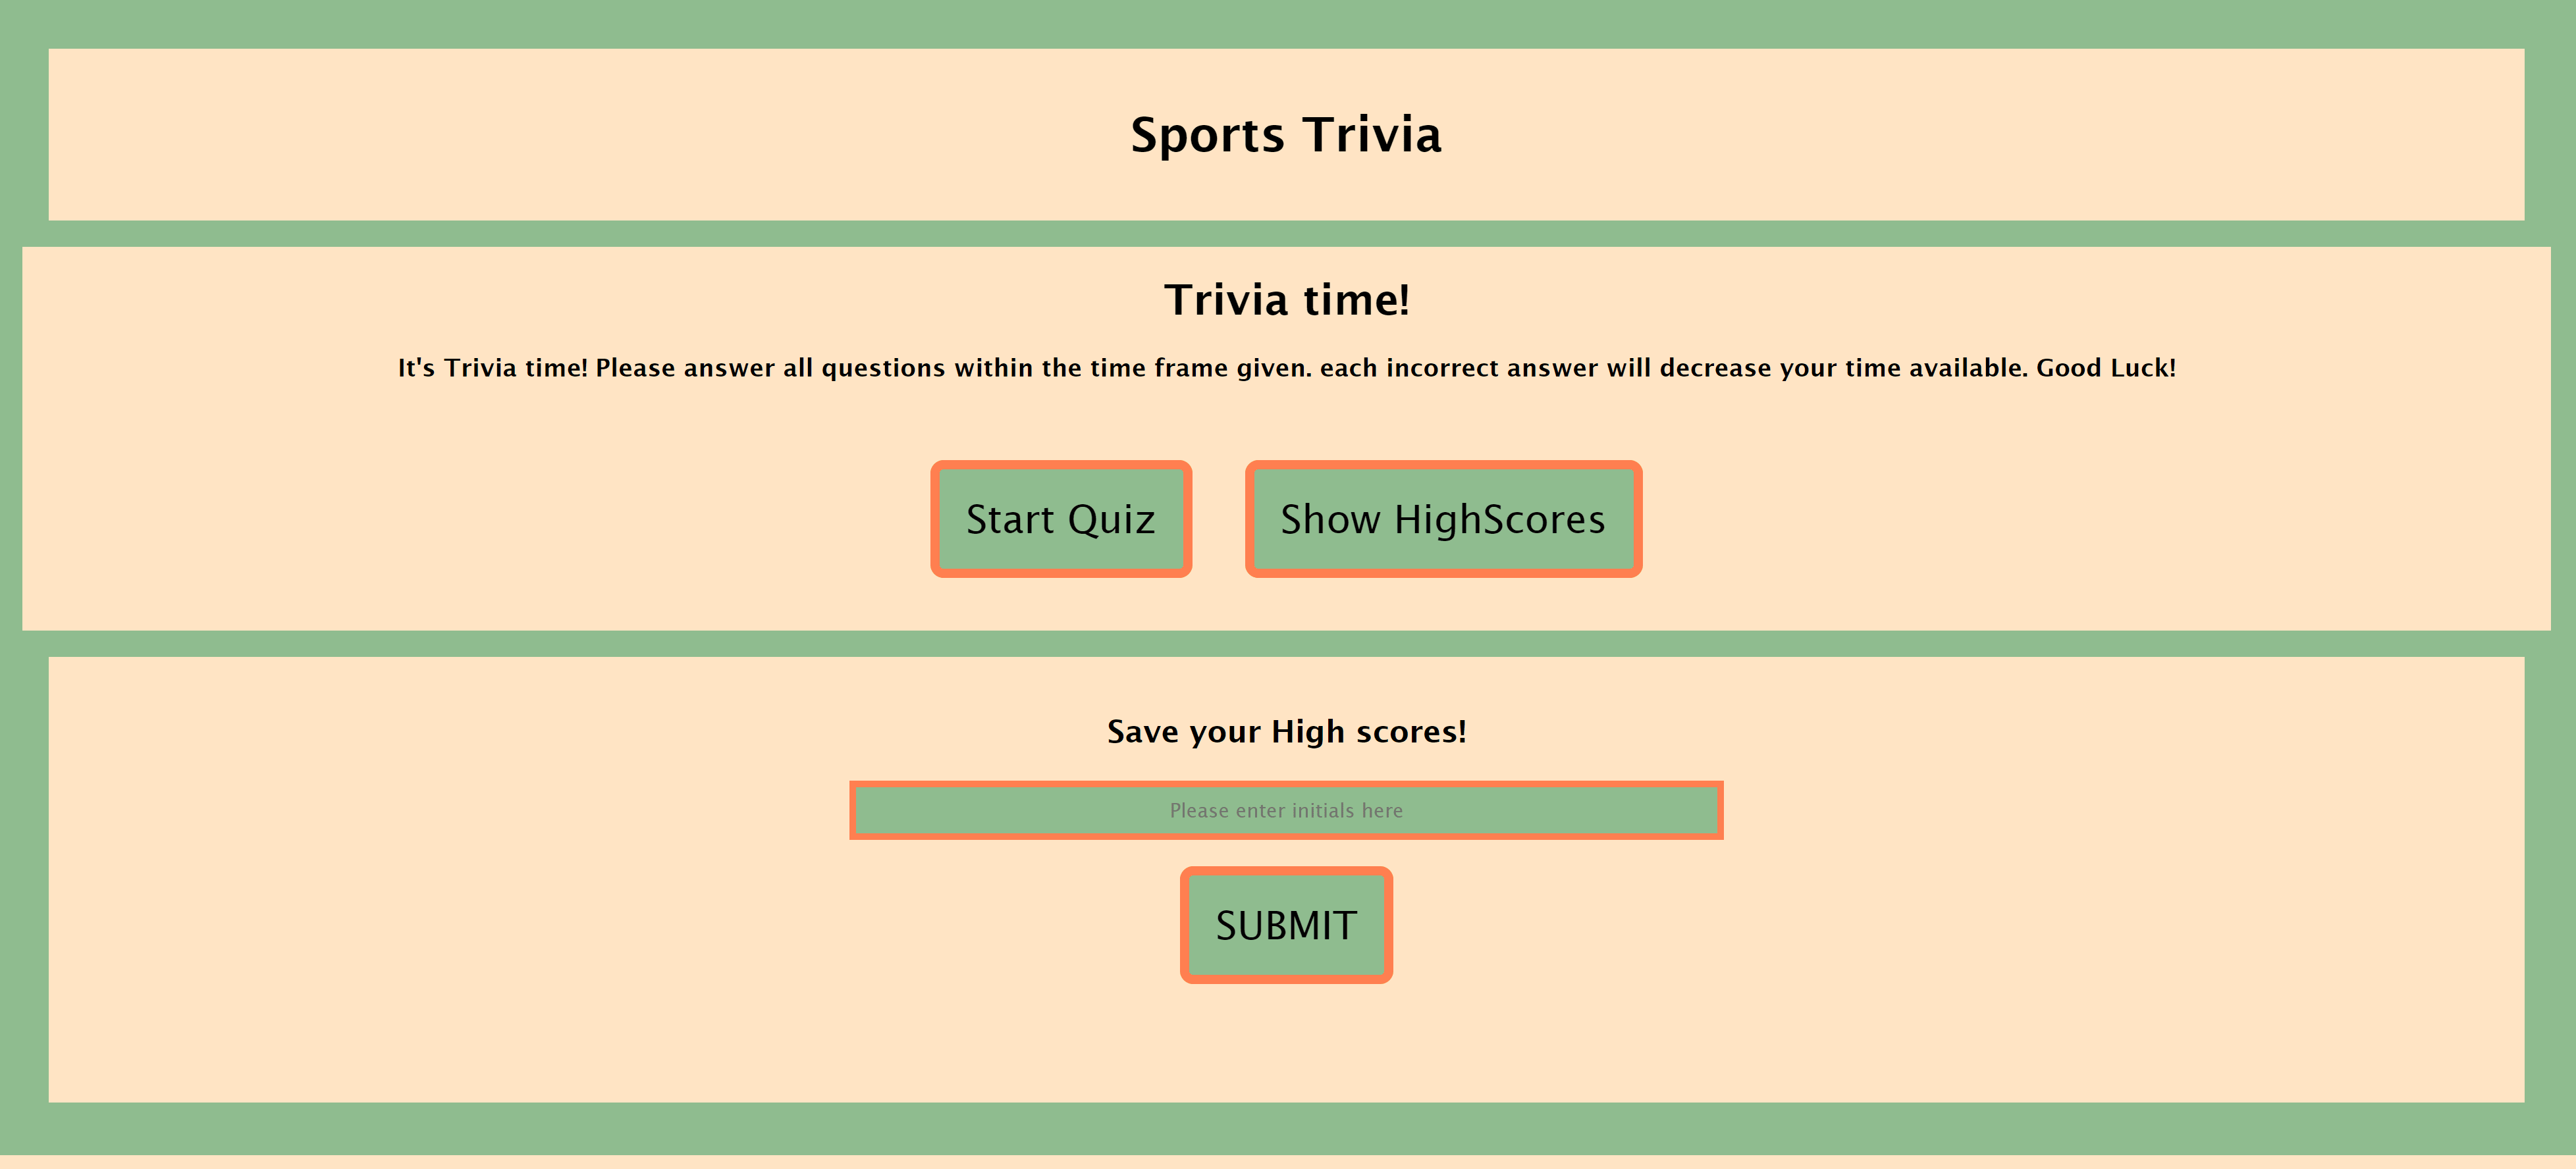 Sports Trivia
Trivia time!
It's Trivia time! Please answer all questions within the time frame given. each incorrect answer will decrease your time available. Good Luck!
Start Quiz
Show HighScores
Save your High scores!
Please enter initials here
SUBMIT